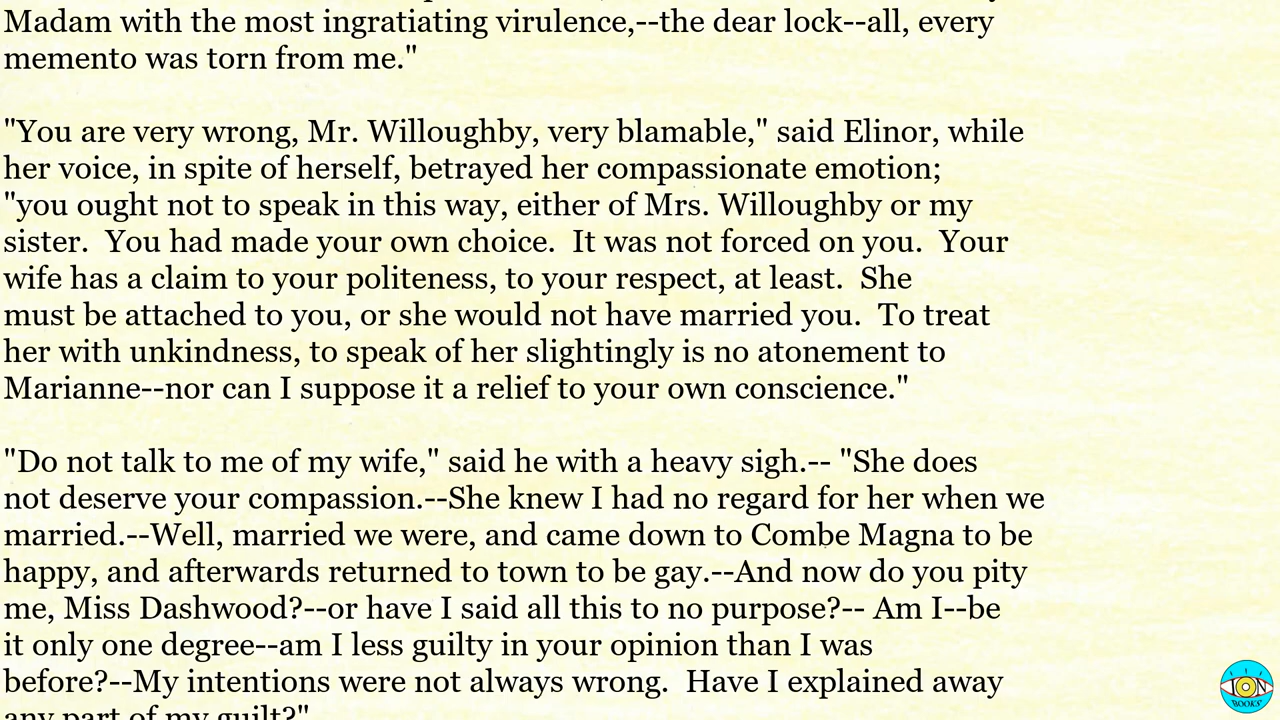 Madam with the most ingratiating virulence,--the dear lock--all, every
memento was torn from me."
"You are very wrong, Mr. Willoughby, very blamable," said Elinor, while
her voice, in spite of herself, betrayed her compassionate emotion;
"you ought not to speak in this way, either of Mrs. Willoughby or my
sister.  You had made your own choice.  It was not forced on you.  Your
wife has a claim to your politeness, to your respect, at least.  She
must be attached to you, or she would not have married you.  To treat
her with unkindness, to speak of her slightingly is no atonement to
Marianne--nor can I suppose it a relief to your own conscience."
"Do not talk to me of my wife," said he with a heavy sigh.-- "She does
not deserve your compassion.--She knew I had no regard for her when we
married.--Well, married we were, and came down to Combe Magna to be
happy, and afterwards returned to town to be gay.--And now do you pity
me, Miss Dashwood?--or have I said all this to no purpose?-- Am I--be
it only one degree--am I less guilty in your opinion than I was
before?--My intentions were not always wrong.  Have I explained away
any part of my guilt?"
ION
BOOKS